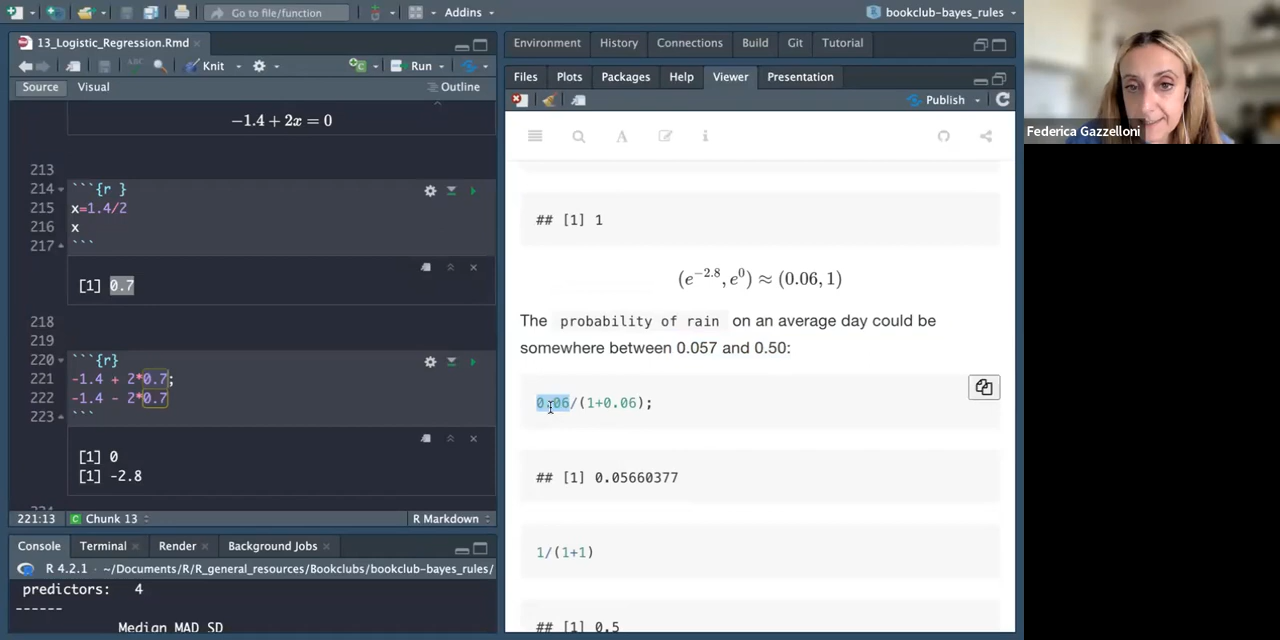 Go to file/function
Addins
bookclub-bayes_rules
13_Logistic_Regression.Rmd
Knit
Run
Source
Visual
Outline
−1.4 + 2x = 0
213
214 ```{r }
215 x=1.4/2
216 x
217 ```
[1] 0.7
218
219
220 ```{r}
221 -1.4 + 2*0.7;
222 -1.4 - 2*0.7
223 ```
[1] 0
[1] -2.8
221:13
Chunk 13
R Markdown
Console
Terminal
Render
Background Jobs
R 4.2.1 · ~/Documents/R/R_general_resources/Bookclubs/bookclub-bayes_rules/
predictors: 4
------
Median MAD SD
Environment
History
Connections
Build
Git
Tutorial
Files
Plots
Packages
Help
Viewer
Presentation
Publish
## [1] 1
(e^−2.8, e^0) ≈ (0.06, 1)
The probability of rain on an average day could be
somewhere between 0.057 and 0.50:
0.06/(1+0.06);
## [1] 0.05660377
1/(1+1)
## [1] 0.5
Federica Gazzelloni